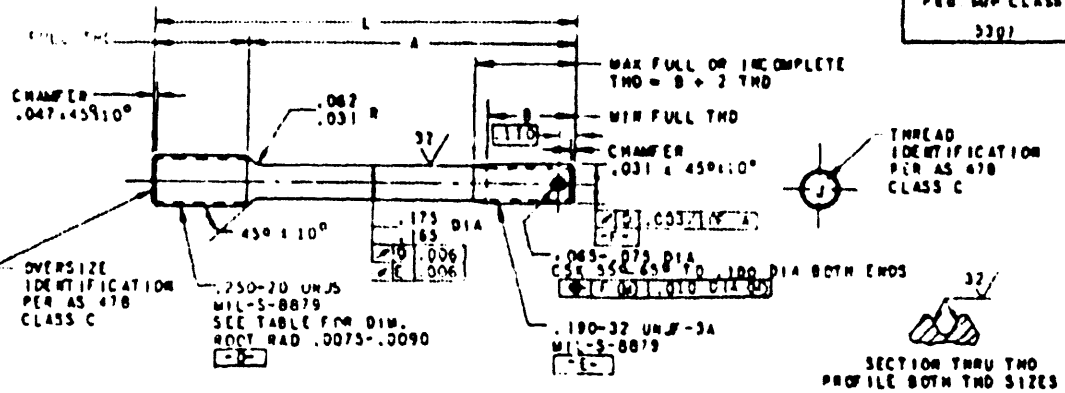 PER
CLASS
L
A
FULL
MAX FULL OR INCOMPLETE
THD = B + 2 THD
CHAMFER
.047x45°±10°
.062
.031 R
B
MIN FULL THD
.110
32
CHAMFER
.031 x 45°±10°
THREAD
IDENTIFICATION
PER AS 478
CLASS C
J
45° ± 10°
.175
.165 DIA
D .006
E .006
D .003
-F-
OVERSIZE
IDENTIFICATION
PER AS 478
CLASS C
.250-20 UNJS
MIL-S-8879
SEE TABLE FOR DIM.
ROOT RAD .0075-.0090
-D-
.065-.075 DIA
CSK 55°-65° TO .100 DIA BOTH ENDS
F (M) .010 DIA (M)
.190-32 UNJF-3A
MIL-S-8879
-E-
32
SECTION THRU THD
PROFILE BOTH THD SIZES